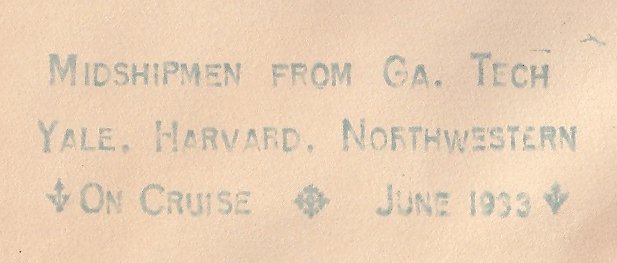 MIDSHIPMEN FROM GA. TECH
YALE. HARVARD. NORTHWESTERN
ON CRUISE JUNE 1933